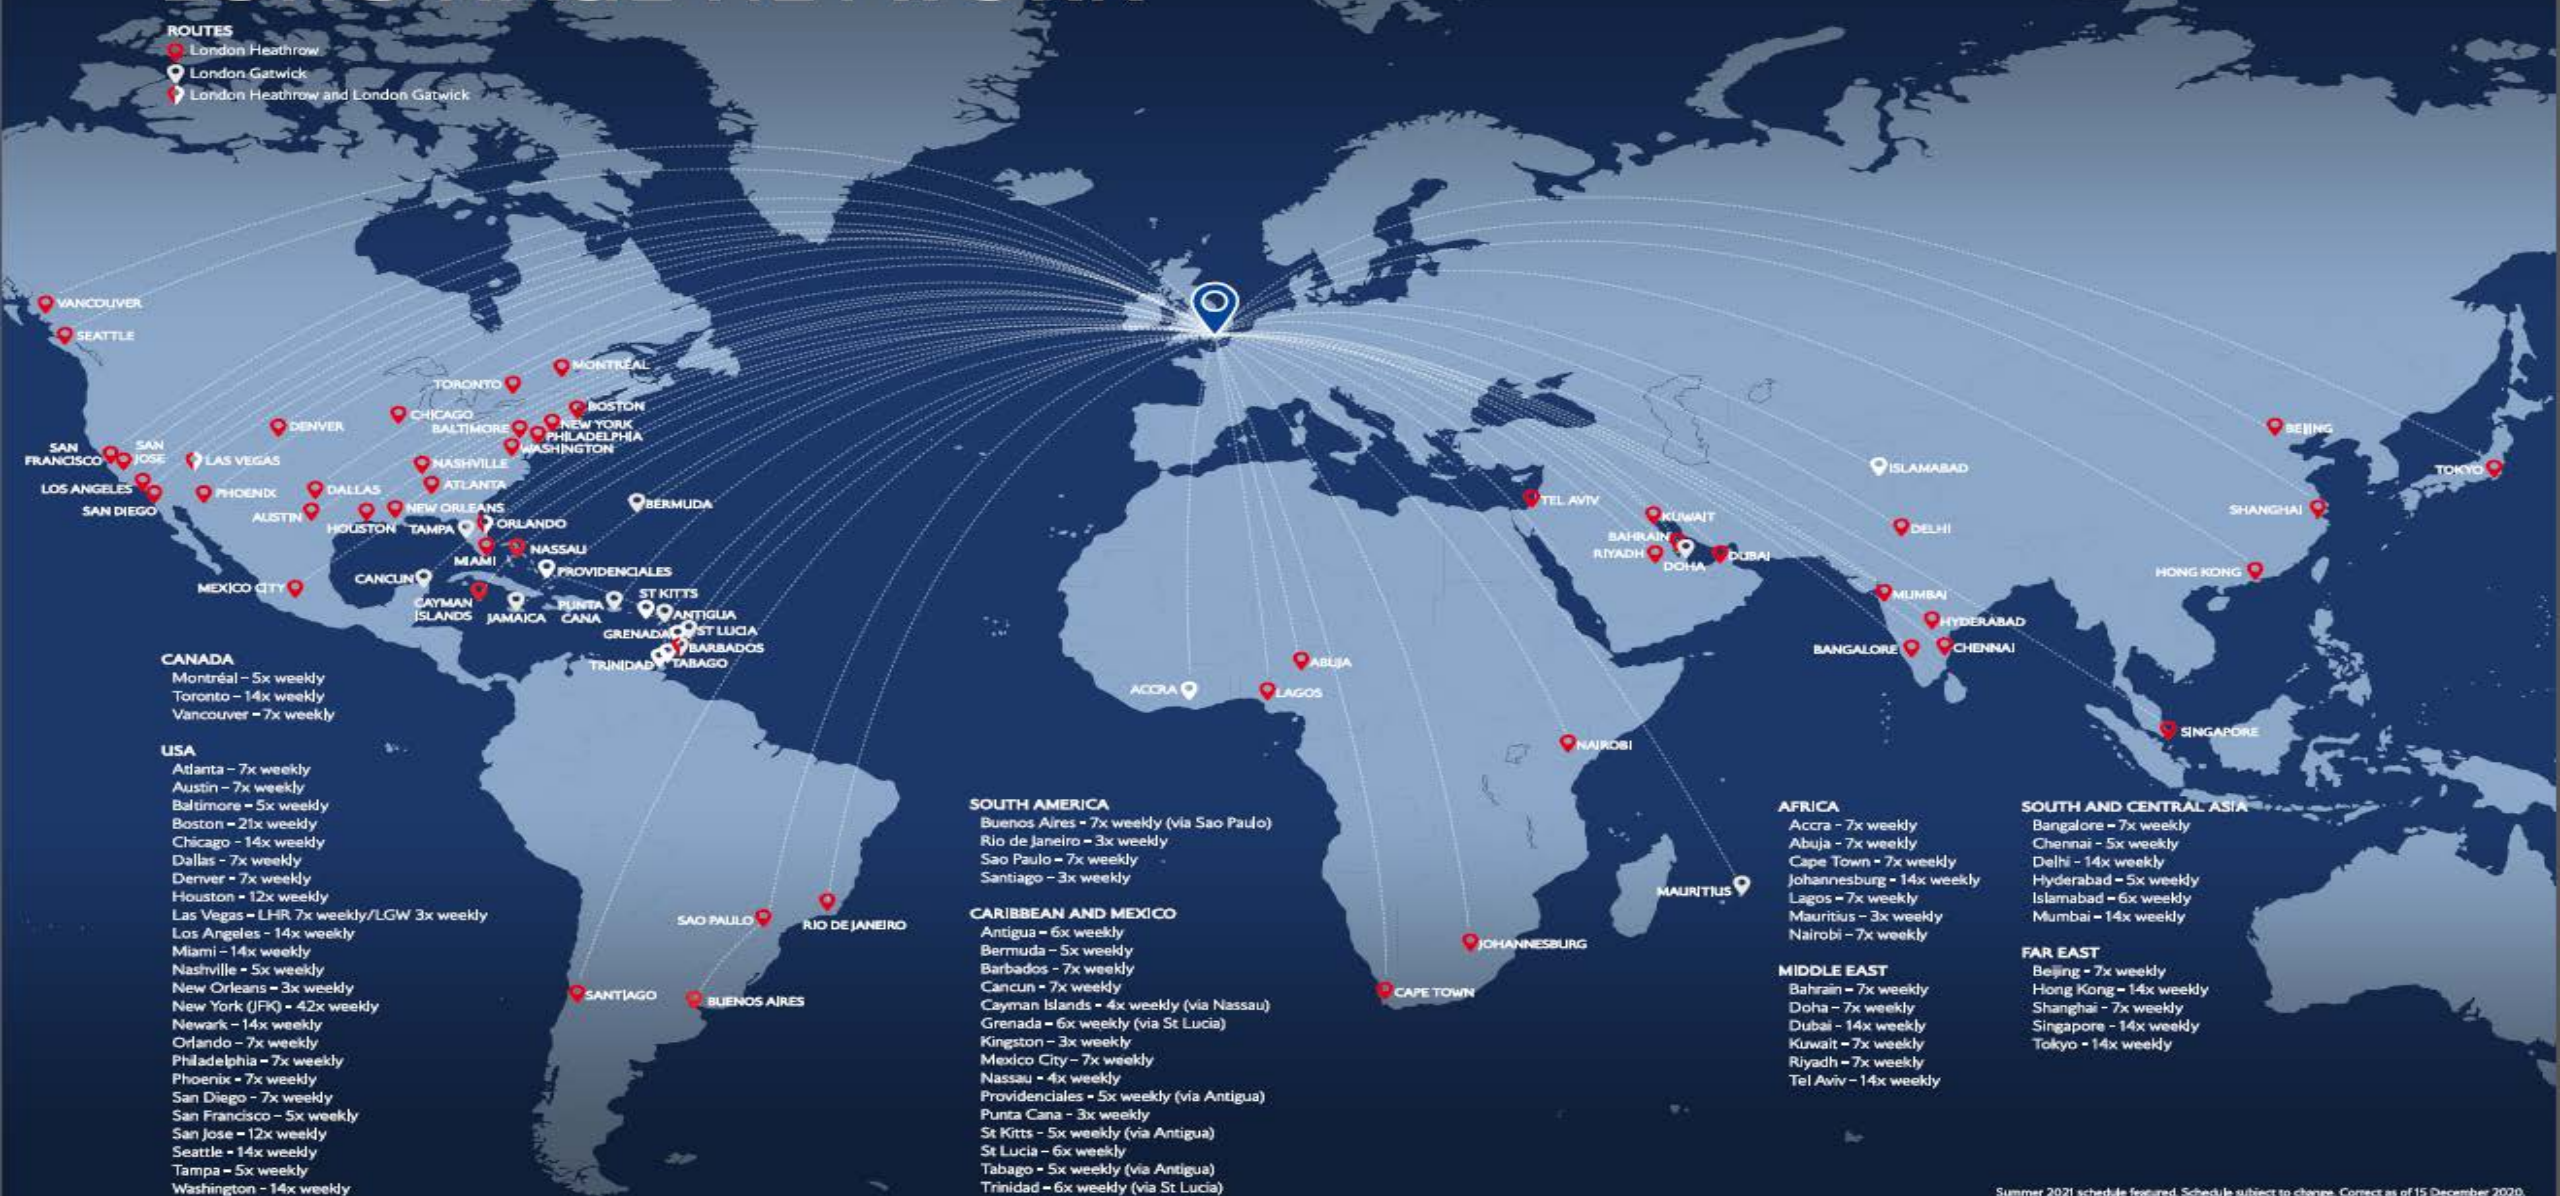 ROUTES
London Heathrow
London Gatwick
London Heathrow and London Gatwick
VANCOUVER
SEATTLE
MONTRÉAL
TORONTO
BOSTON
CHICAGO
DENVER
BALTIMORE
NEW YORK
PHILADELPHIA
WASHINGTON
SAN
FRANCISCO
SAN
JOSE
LAS VEGAS
NASHVILLE
LOS ANGELES
PHOENIX
DALLAS
ATLANTA
SAN DIEGO
AUSTIN
NEW ORLEANS
HOUSTON
TAMPA
ORLANDO
BERMUDA
MIAMI
NASSAU
CANCUN
PROVIDENCIALES
MEXICO CITY
CAYMAN
ISLANDS
JAMAICA
PUNTA
CANA
ST KITTS
ANTIGUA
GRENADA
ST LUCIA
BARBADOS
TRINIDAD
TABAGO
BEIJING
ISLAMABAD
TOKYO
TEL AVIV
KUWAIT
SHANGHAI
BAHRAIN
DELHI
RIYADH
DOHA
DUBAI
HONG KONG
MUMBAI
HYDERABAD
BANGALORE
CHENNAI
ABUJA
ACCRA
LAGOS
SINGAPORE
NAIROBI
MAURITIUS
SAO PAULO
RIO DE JANEIRO
JOHANNESBURG
SANTIAGO
BUENOS AIRES
CAPE TOWN
CANADA
Montréal – 5x weekly
Toronto – 14x weekly
Vancouver – 7x weekly
USA
Atlanta – 7x weekly
Austin – 7x weekly
Baltimore – 5x weekly
Boston – 21x weekly
Chicago - 14x weekly
Dallas - 7x weekly
Denver - 7x weekly
Houston - 12x weekly
Las Vegas – LHR 7x weekly/LGW 3x weekly
Los Angeles - 14x weekly
Miami – 14x weekly
Nashville - 5x weekly
New Orleans – 3x weekly
New York (JFK) - 42x weekly
Newark – 14x weekly
Orlando – 7x weekly
Philadelphia – 7x weekly
Phoenix - 7x weekly
San Diego - 7x weekly
San Francisco – 5x weekly
San Jose – 12x weekly
Seattle - 14x weekly
Tampa – 5x weekly
Washington - 14x weekly
SOUTH AMERICA
Buenos Aires - 7x weekly (via Sao Paulo)
Rio de Janeiro – 3x weekly
Sao Paulo – 7x weekly
Santiago – 3x weekly
CARIBBEAN AND MEXICO
Antigua – 6x weekly
Bermuda – 5x weekly
Barbados - 7x weekly
Cancun - 7x weekly
Cayman Islands - 4x weekly (via Nassau)
Grenada – 6x weekly (via St Lucia)
Kingston – 3x weekly
Mexico City – 7x weekly
Nassau - 4x weekly
Providenciales - 5x weekly (via Antigua)
Punta Cana - 3x weekly
St Kitts - 5x weekly (via Antigua)
St Lucia – 6x weekly
Tabago - 5x weekly (via Antigua)
Trinidad – 6x weekly (via St Lucia)
AFRICA
Accra - 7x weekly
Abuja - 7x weekly
Cape Town - 7x weekly
Johannesburg - 14x weekly
Lagos – 7x weekly
Mauritius – 3x weekly
Nairobi – 7x weekly
MIDDLE EAST
Bahrain – 7x weekly
Doha – 7x weekly
Dubai - 14x weekly
Kuwait – 7x weekly
Riyadh – 7x weekly
Tel Aviv – 14x weekly
SOUTH AND CENTRAL ASIA
Bangalore – 7x weekly
Chennai - 5x weekly
Delhi - 14x weekly
Hyderabad – 5x weekly
Islamabad – 6x weekly
Mumbai – 14x weekly
FAR EAST
Beijing - 7x weekly
Hong Kong – 14x weekly
Shanghai - 7x weekly
Singapore - 14x weekly
Tokyo - 14x weekly
Summer 2021 schedule featured. Schedule subject to change. Correct as of 15 December 2020.